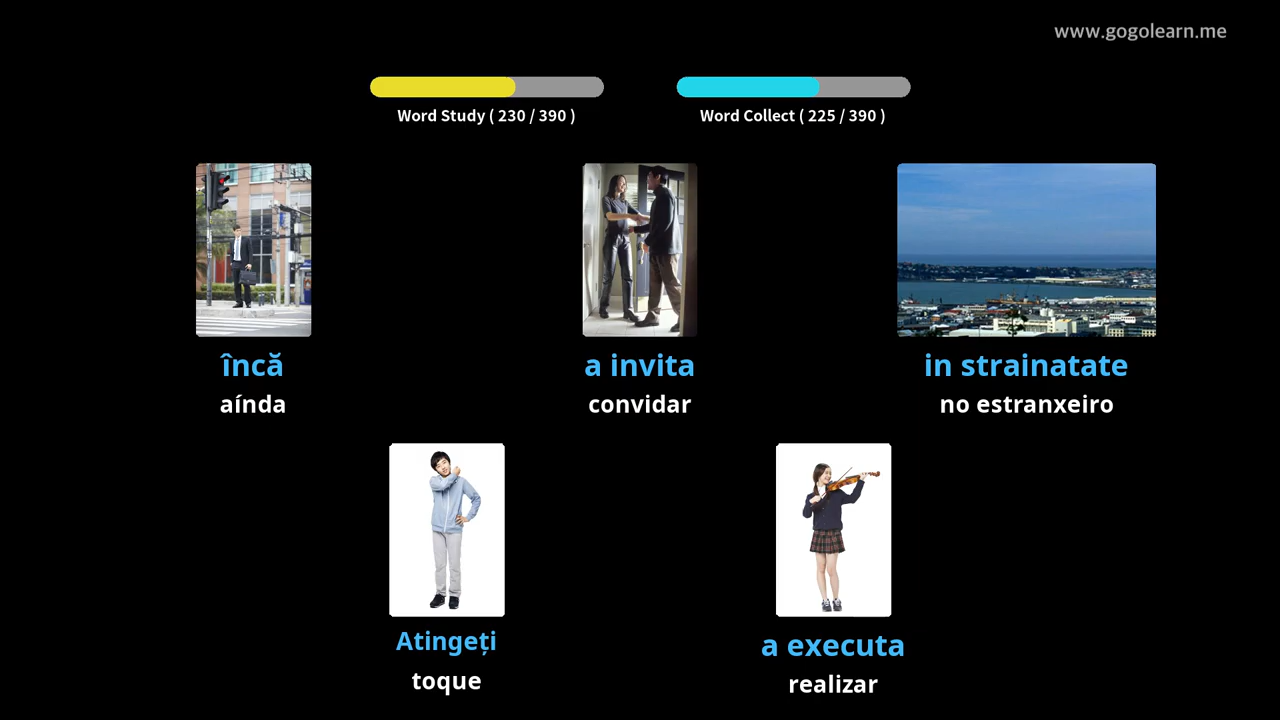 www.gogolearn.me
Word Study ( 230 / 390 )
Word Collect ( 225 / 390 )
încă
aínda
a invita
convidar
in strainatate
no estranxeiro
Atingeți
toque
a executa
realizar